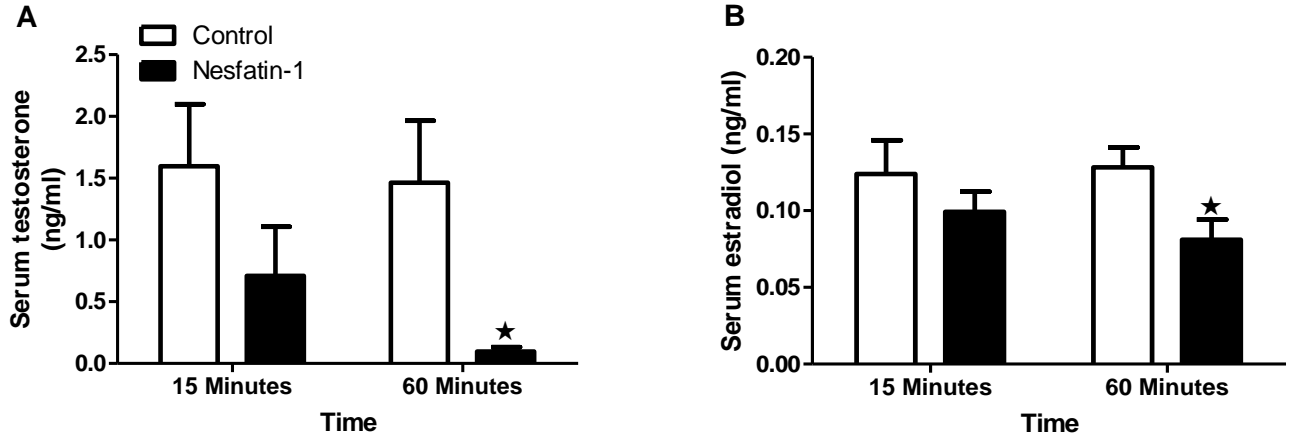 A
Control
Nesfatin-1
Serum testosterone
(ng/ml)
2.5
2.0
1.5
1.0
0.5
0.0
15 Minutes
60 Minutes
Time
B
Serum estradiol (ng/ml)
0.20
0.15
0.10
0.05
0.00
15 Minutes
60 Minutes
Time